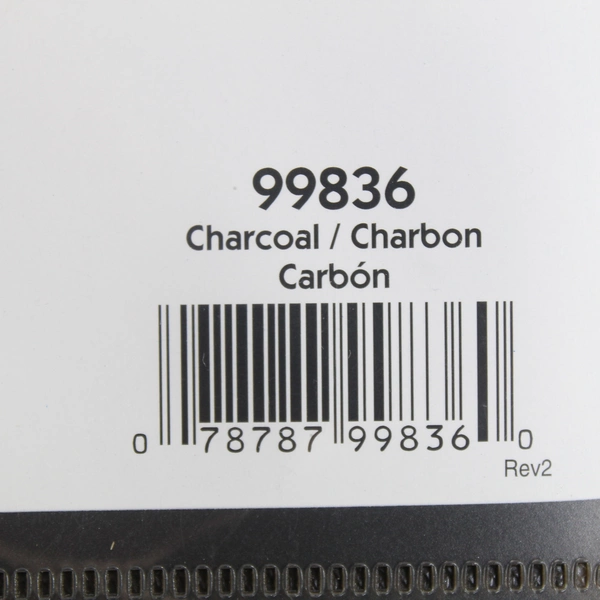 99836
Charcoal / Charbon
Carbón
0 78787 99836 0
Rev2